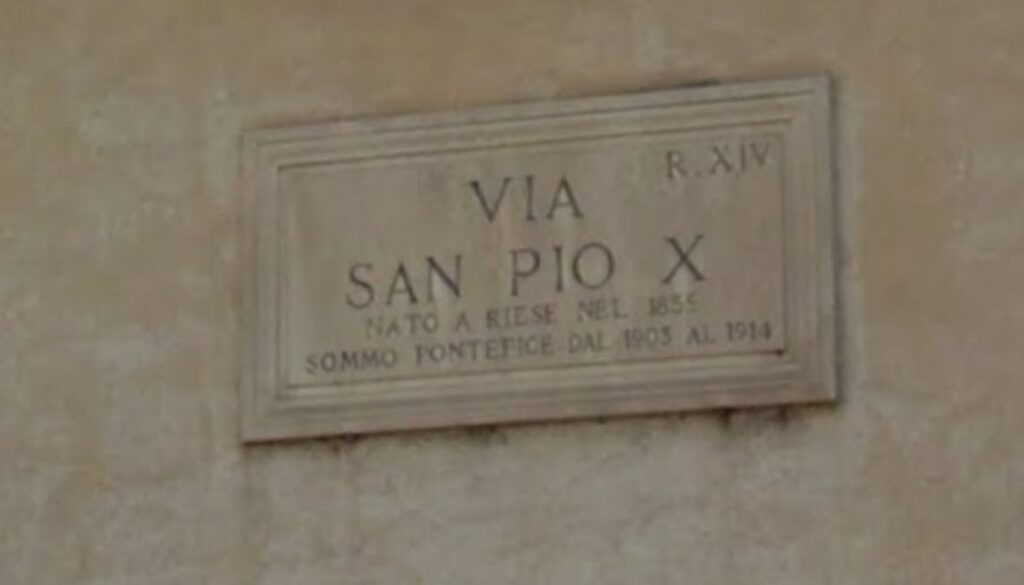 R. XIV
VIA
SAN PIO X
NATO A RIESE NEL 1835
SOMMO PONTEFICE DAL 1903 AL 1914